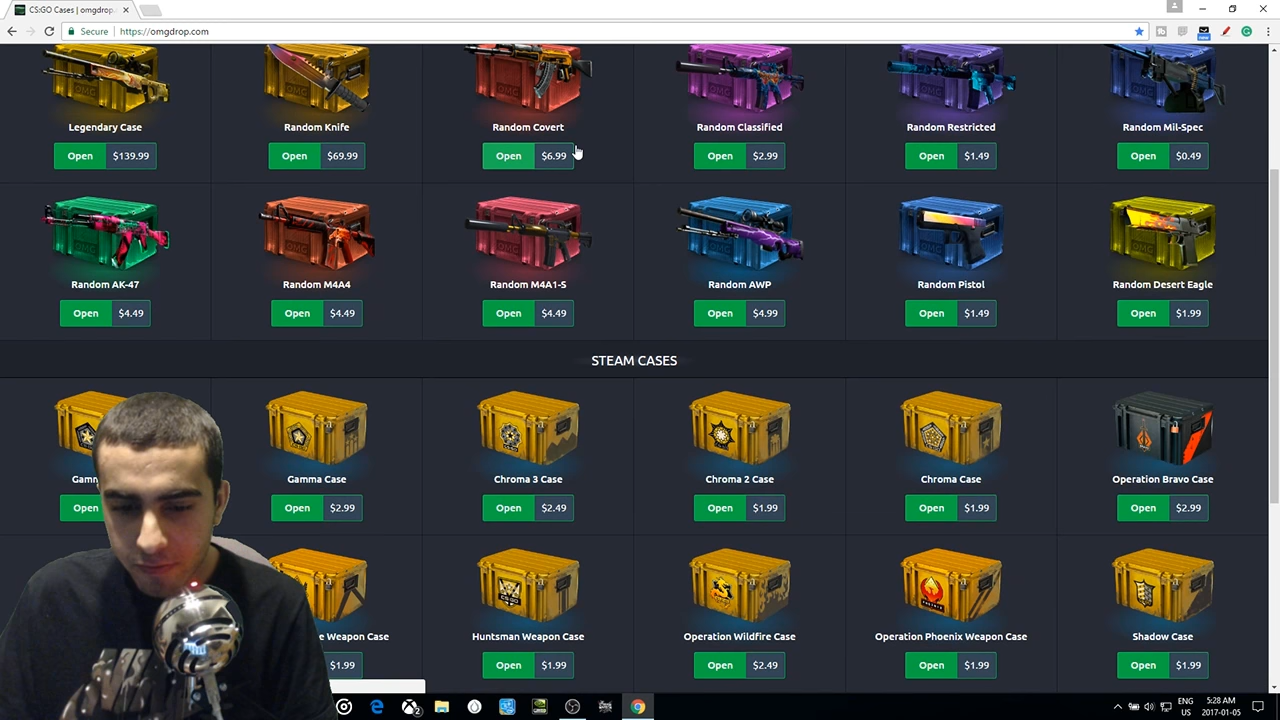 CS:GO Cases | omgdrop.c
Secure
https://omgdrop.com
Legendary Case
Random Knife
Random Covert
Random Classified
Random Restricted
Random Mil-Spec
Open $139.99
Open $69.99
Open $6.99
Open $2.99
Open $1.49
Open $0.49
Random AK-47
Random M4A4
Random M4A1-S
Random AWP
Random Pistol
Random Desert Eagle
Open $4.49
Open $4.49
Open $4.49
Open $4.99
Open $1.49
Open $1.99
STEAM CASES
Gamm
Gamma Case
Chroma 3 Case
Chroma 2 Case
Chroma Case
Operation Bravo Case
Open
Open $2.99
Open $2.49
Open $1.99
Open $1.99
Open $2.99
Weapon Case
Huntsman Weapon Case
Operation Wildfire Case
Operation Phoenix Weapon Case
Shadow Case
$1.99
Open $1.99
Open $2.49
Open $1.99
Open $1.99
ENG
US
5:28 AM
2017-01-05